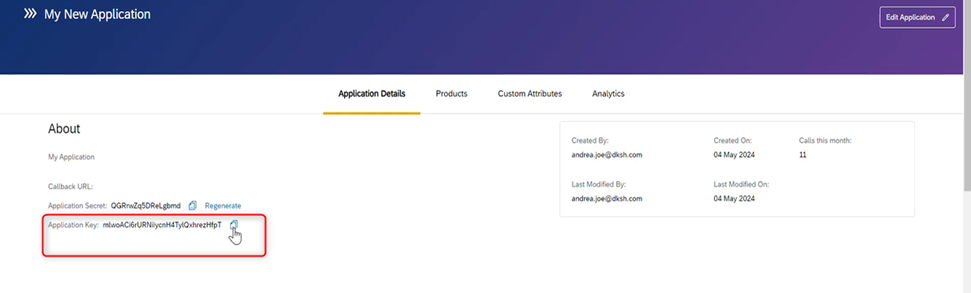 My New Application
Edit Application
Application Details Products Custom Attributes Analytics
About
My Application
Callback URL:
Application Secret: QGRrwZq5DReLgbmd Regenerate
Application Key: mlwoACi6rURNiiycnH4TylQxhrezHfpT
Created By: Created On: Calls this month:
andrea.joe@dksh.com 04 May 2024 11
Last Modified By: Last Modified On:
andrea.joe@dksh.com 04 May 2024